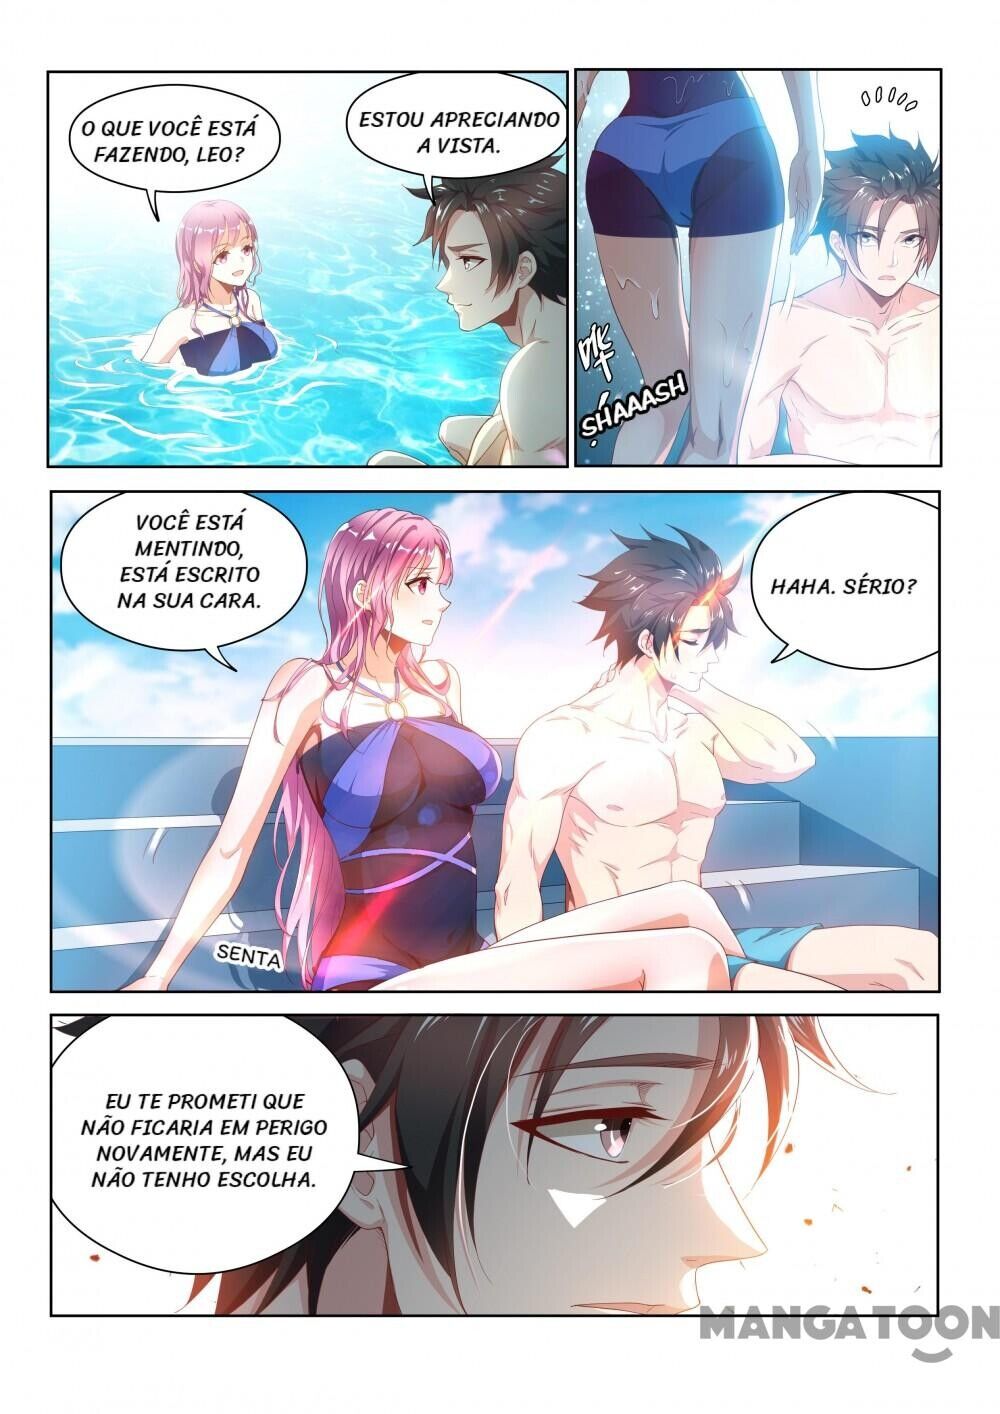 O QUE VOCÊ ESTÁ
FAZENDO, LEO?
ESTOU APRECIANDO
A VISTA.
SHAAASH
VOCÊ ESTÁ
MENTINDO,
ESTÁ ESCRITO
NA SUA CARA.
HAHA. SÉRIO?
SENTA
EU TE PROMETI QUE
NÃO FICARIA EM PERIGO
NOVAMENTE, MAS EU
NÃO TENHO ESCOLHA.
MANGATOON